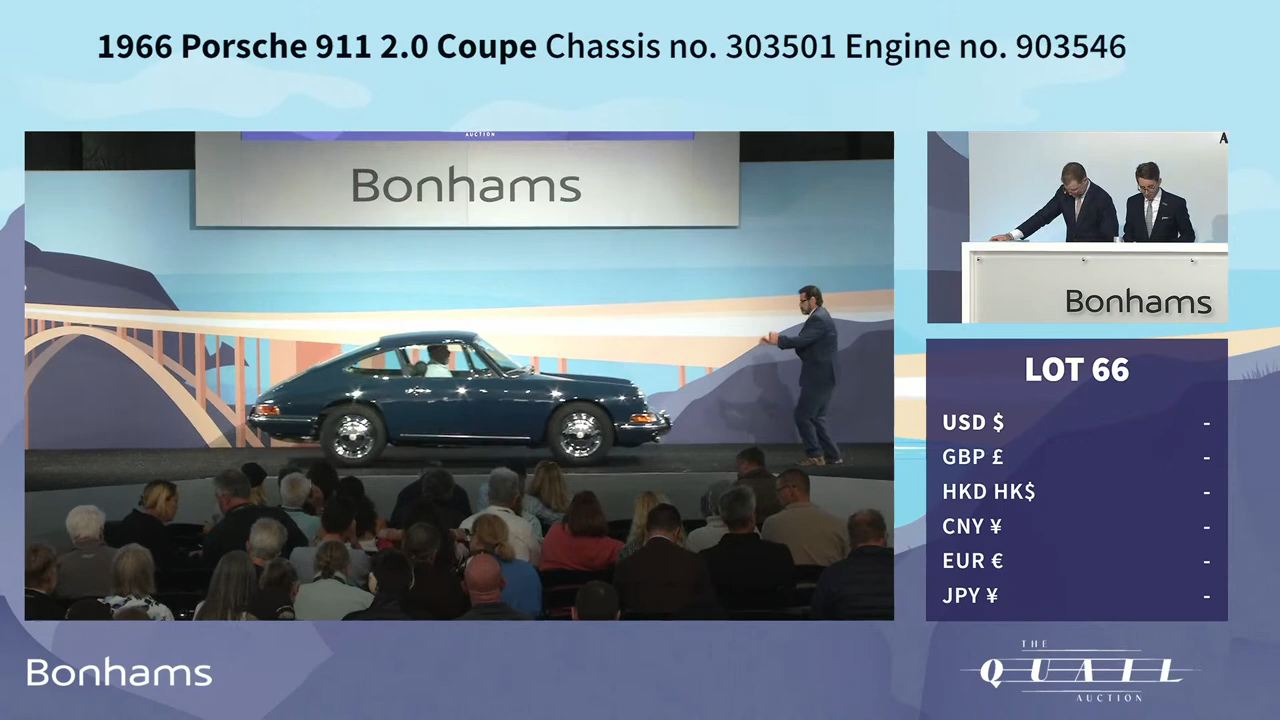 1966 Porsche 911 2.0 Coupe Chassis no. 303501 Engine no. 903546
AUCTION
Bonhams
A
Bonhams
LOT 66
USD $ -
GBP £ -
HKD HK$ -
CNY ¥ -
EUR € -
JPY ¥ -
Bonhams
THE
QUAIL
AUCTION